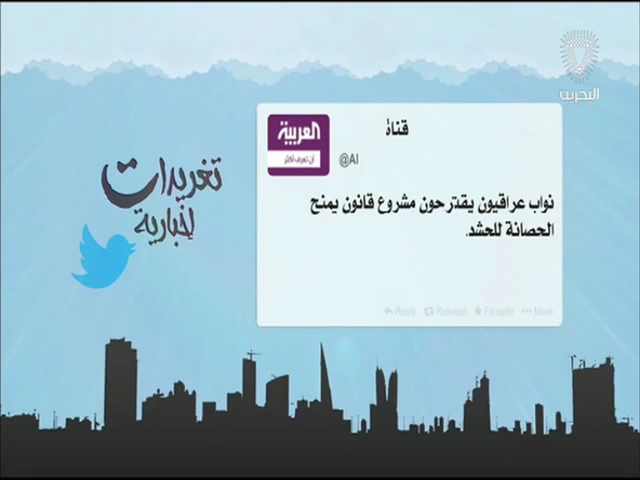 البحرين
قناة
@Al
العربية
أن تعرف أكثر
تغريدات
إخبارية
نواب عراقيون يقترحون مشروع قانون يمنح
الحصانة للحشد.
Reply Retweet Favorite More